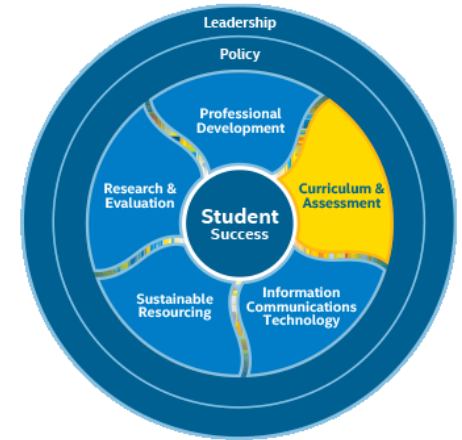 Leadership
Policy
Professional
Development
Curriculum &
Assessment
Research &
Evaluation
Student
Success
Information
Communications
Technology
Sustainable
Resourcing